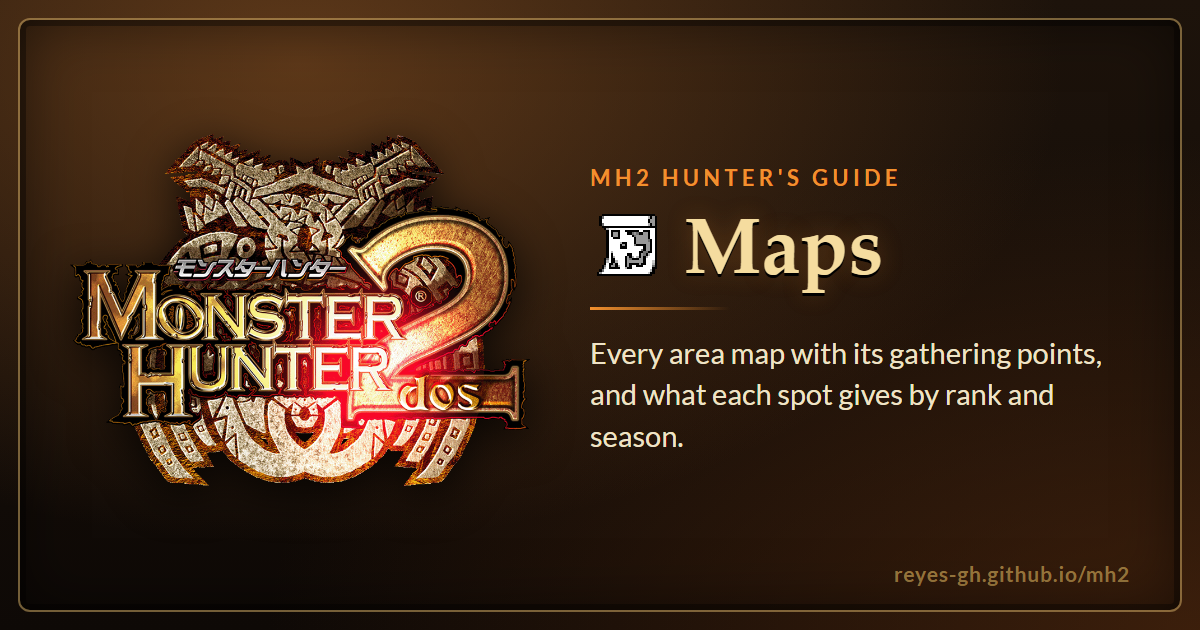 モンスターハンター
MONSTER
HUNTER
2
®
dos
MH2 HUNTER'S GUIDE
Maps
Every area map with its gathering points,
and what each spot gives by rank and
season.
reyes-gh.github.io/mh2